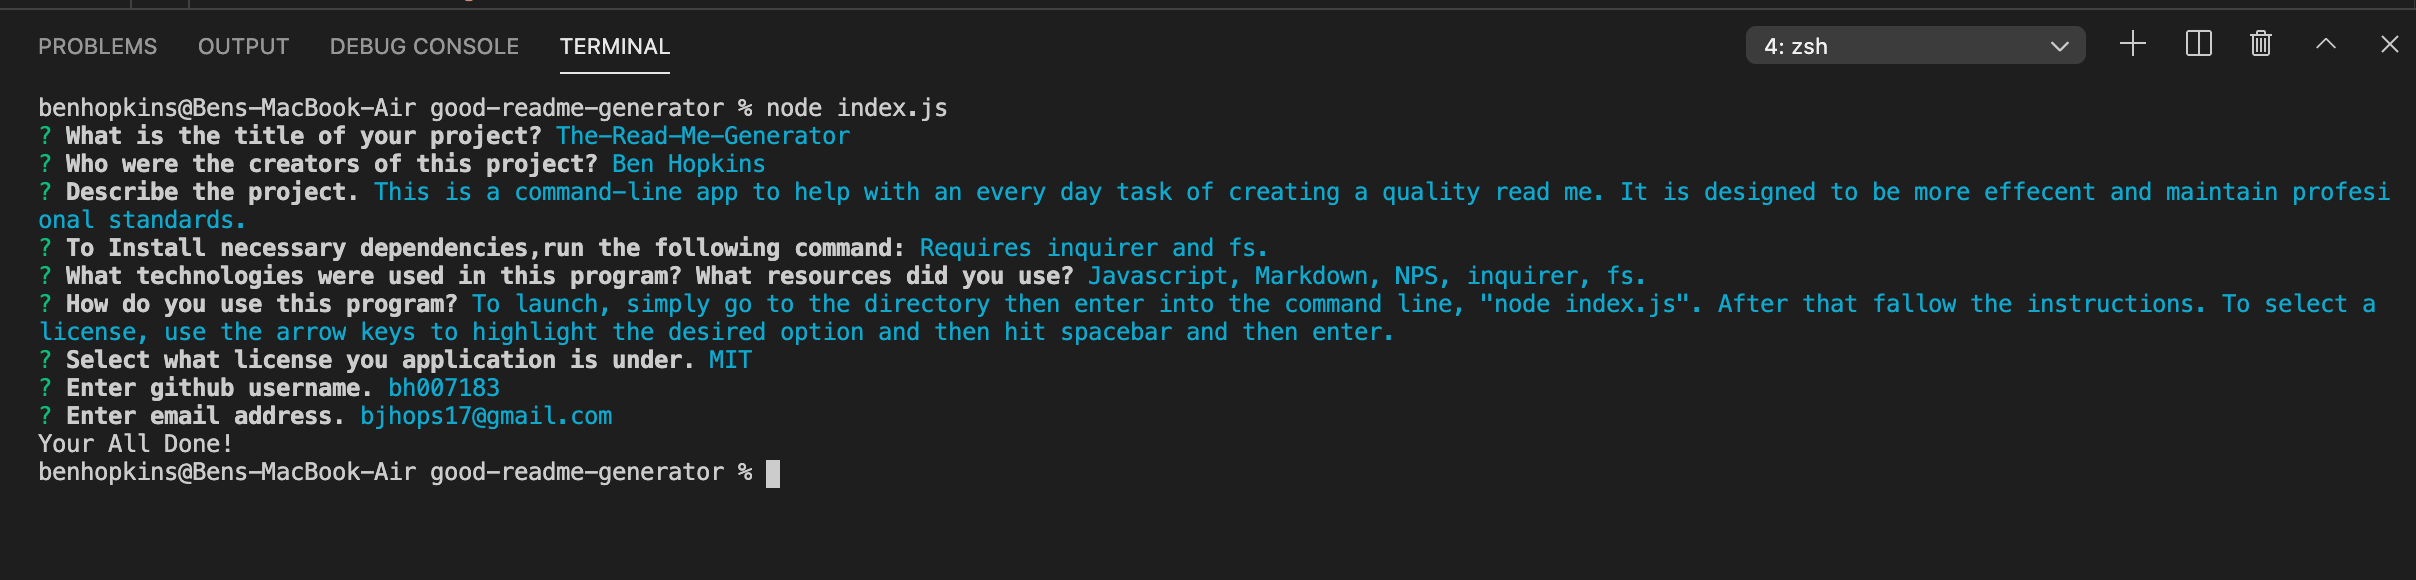 PROBLEMS OUTPUT DEBUG CONSOLE TERMINAL 4: zsh
benhopkins@Bens-MacBook-Air good-readme-generator % node index.js
? What is the title of your project? The-Read-Me-Generator
? Who were the creators of this project? Ben Hopkins
? Describe the project. This is a command-line app to help with an every day task of creating a quality read me. It is designed to be more effecent and maintain profesi
onal standards.
? To Install necessary dependencies,run the following command: Requires inquirer and fs.
? What technologies were used in this program? What resources did you use? Javascript, Markdown, NPS, inquirer, fs.
? How do you use this program? To launch, simply go to the directory then enter into the command line, "node index.js". After that fallow the instructions. To select a
license, use the arrow keys to highlight the desired option and then hit spacebar and then enter.
? Select what license you application is under. MIT
? Enter github username. bh007183
? Enter email address. bjhops17@gmail.com
Your All Done!
benhopkins@Bens-MacBook-Air good-readme-generator %